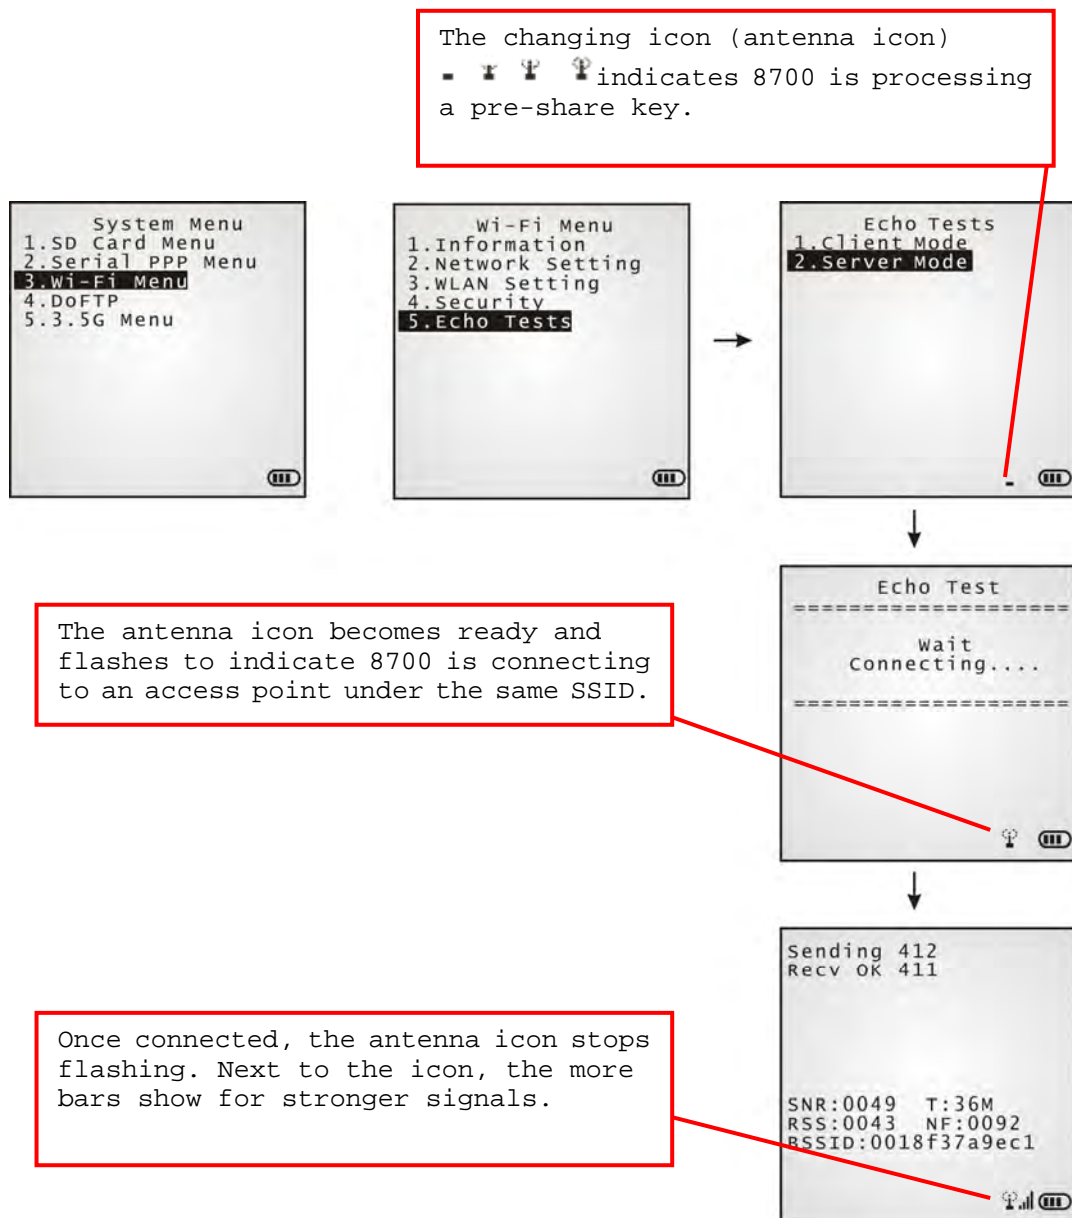 The changing icon (antenna icon)
indicates 8700 is processing
a pre-share key.
System Menu
1.SD Card Menu
2.Serial PPP Menu
3.Wi-Fi Menu
4.DoFTP
5.3.5G Menu
Wi-Fi Menu
1.Information
2.Network Setting
3.WLAN Setting
4.Security
5.Echo Tests
Echo Tests
1.Client Mode
2.Server Mode
Echo Test
====================
Wait
Connecting....
====================
The antenna icon becomes ready and
flashes to indicate 8700 is connecting
to an access point under the same SSID.
Sending 412
Recv OK 411
SNR:0049 T:36M
RSS:0043 NF:0092
BSSID:0018f37a9ec1
Once connected, the antenna icon stops
flashing. Next to the icon, the more
bars show for stronger signals.